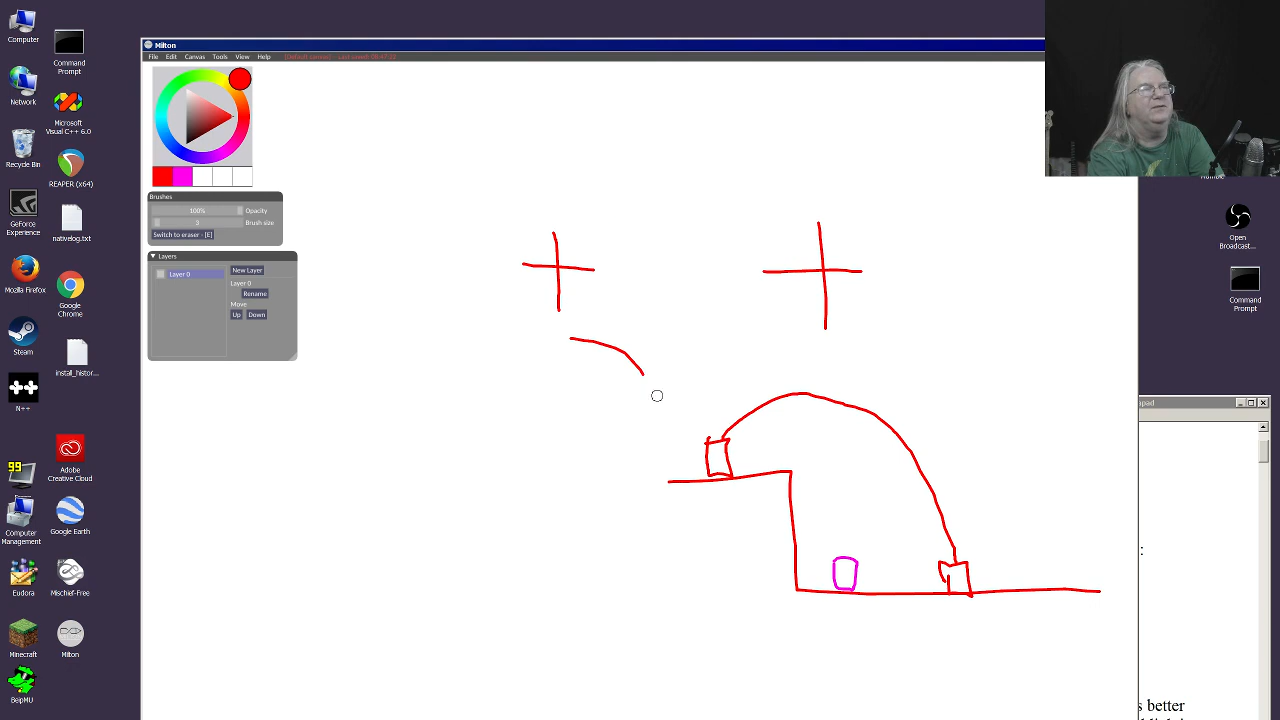 Computer
Command
Prompt
Network
Microsoft
Visual C++ 6.0
Recycle Bin
REAPER (x64)
GeForce
Experience
nativelog.txt
Mozilla Firefox
Google
Chrome
Steam
install_histor...
N++
Adobe
Creative Cloud
Computer
Management
Google Earth
Eudora
Mischief-Free
Minecraft
Milton
BeipMU
Milton
File Edit Canvas Tools View Help
Brushes
100% Opacity
3 Brush size
Switch to eraser - [E]
Layers
Layer 0
New Layer
Layer 0
Rename
Move
Up Down
Open
Broadcast...
Command
Prompt
apad
:
s better